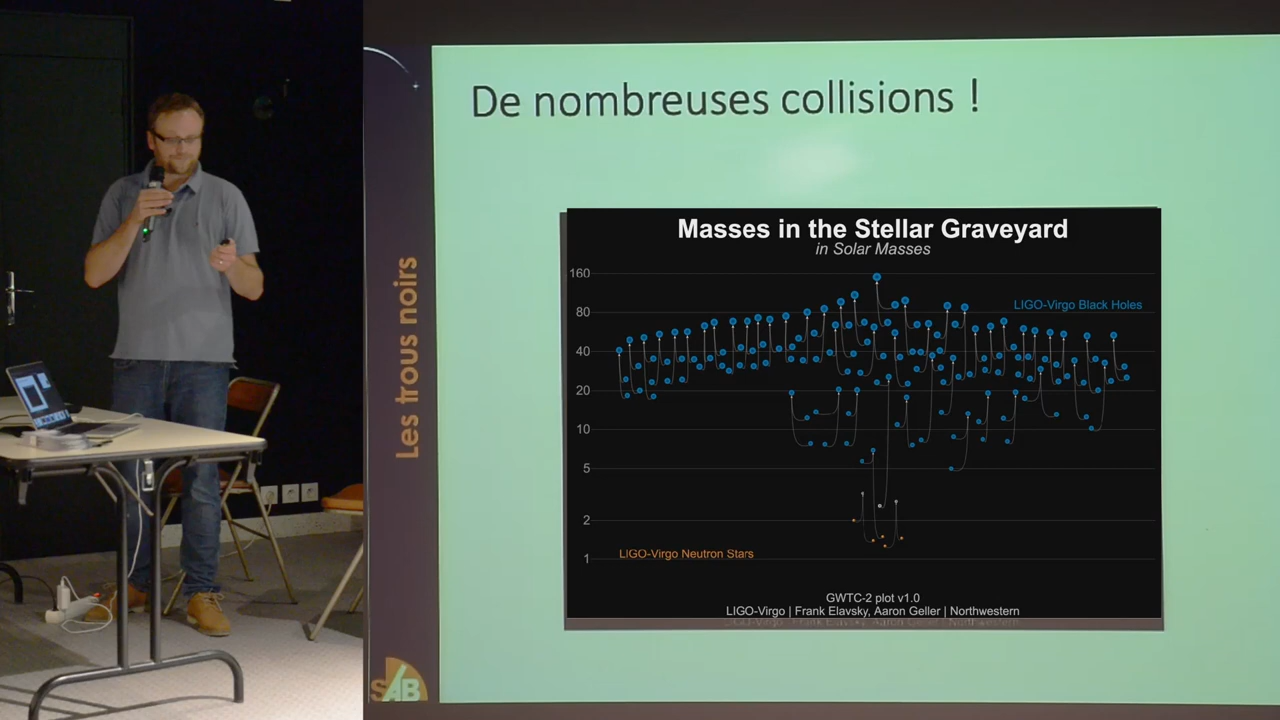 De nombreuses collisions !
Les trous noirs
Masses in the Stellar Graveyard
in Solar Masses
160
80
40
20
10
5
2
1
LIGO-Virgo Black Holes
LIGO-Virgo Neutron Stars
GWTC-2 plot v1.0
LIGO-Virgo | Frank Elavsky, Aaron Geller | Northwestern
SAB